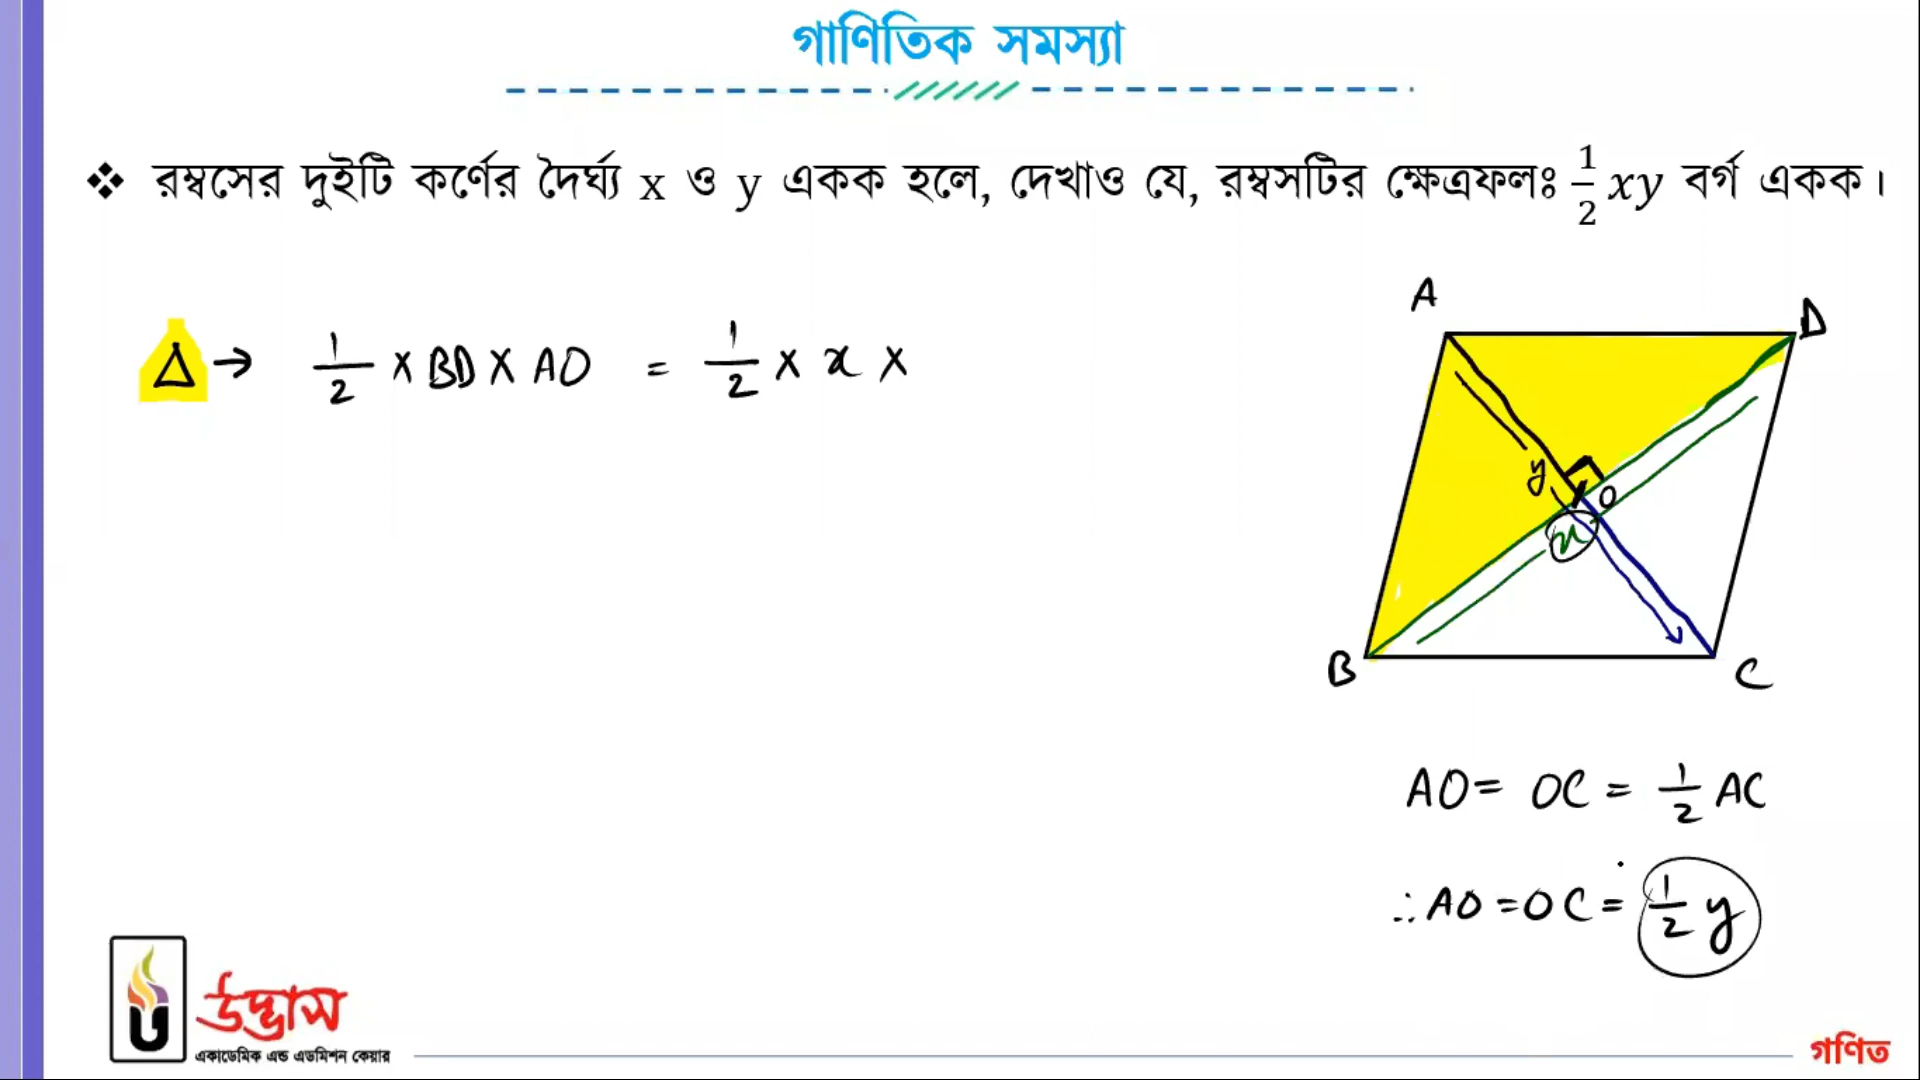 গাণিতিক সমস্যা
❖ রম্বসের দুইটি কর্ণের দৈর্ঘ্য x ও y একক হলে, দেখাও যে, রম্বসটির ক্ষেত্রফলঃ 1/2 xy বর্গ একক।
A
D
Δ → 1/2 × BD × AO = 1/2 × x ×
y
O
x
B
C
AO = OC = 1/2 AC
∴ AO = OC = 1/2 y
উদ্ভাস
একাডেমিক এন্ড এডমিশন কেয়ার
গণিত